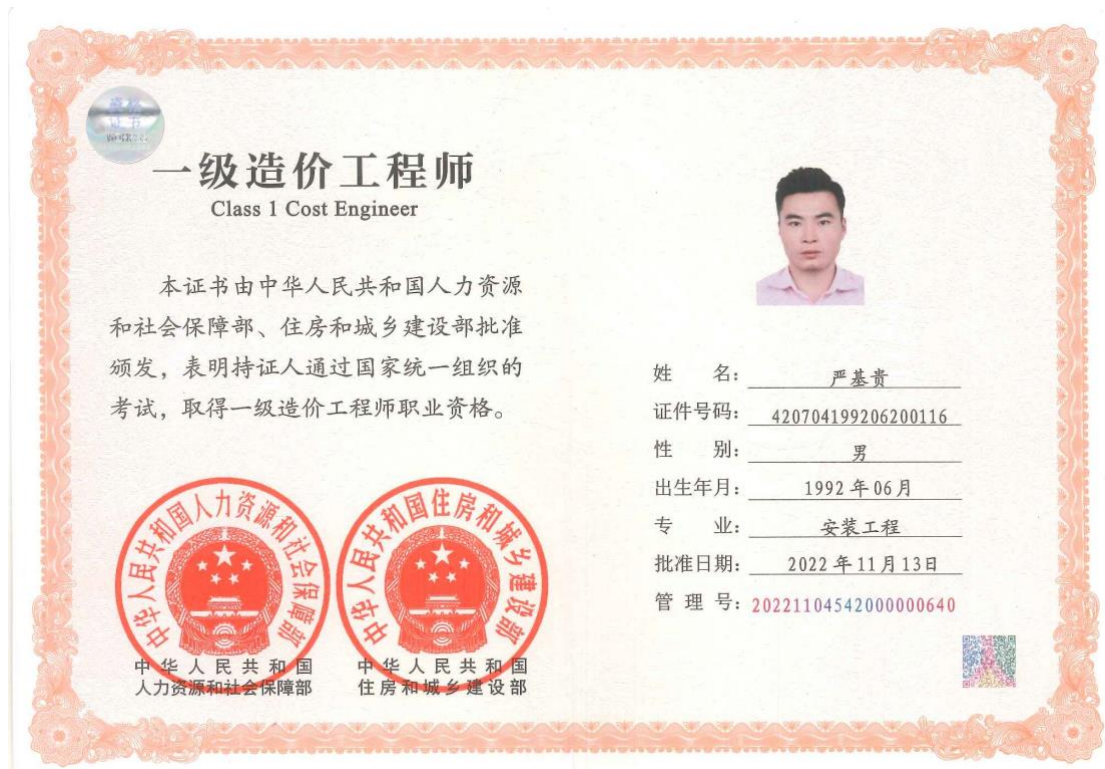 资格
证书
一级造价工程师
Class 1 Cost Engineer
本证书由中华人民共和国人力资源
和社会保障部、住房和城乡建设部批准
颁发，表明持证人通过国家统一组织的
考试，取得一级造价工程师职业资格。
中华人民共和国人力资源和社会保障部
中华人民共和国住房和城乡建设部
中华人民共和国
人力资源和社会保障部
中华人民共和国
住房和城乡建设部
姓名：严基贵
证件号码：420704199206200116
性别：男
出生年月：1992年06月
专业：安装工程
批准日期：2022年11月13日
管理号：20221104542000000640